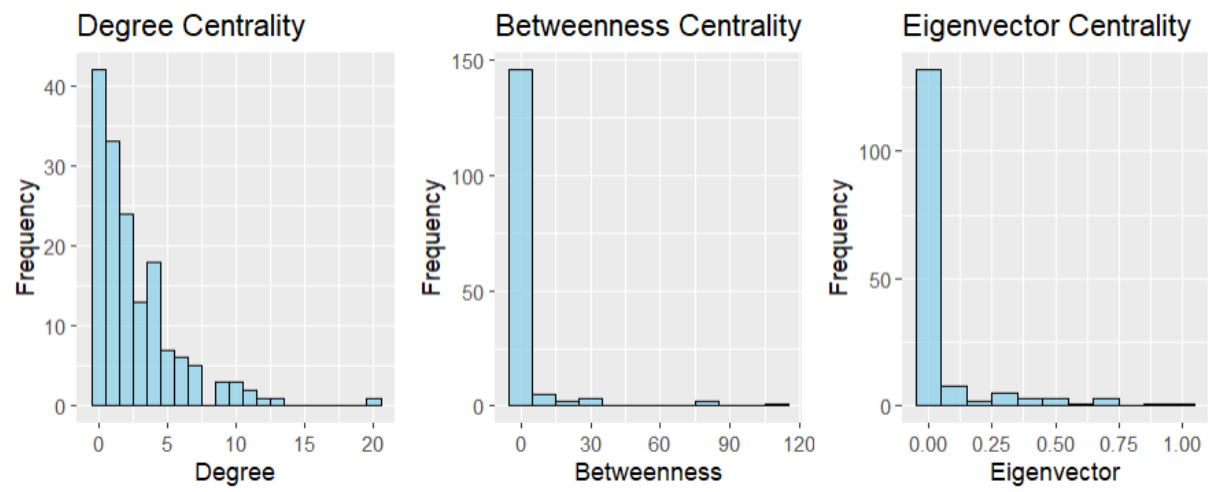 Degree Centrality
Frequency
40
30
20
10
0
0 5 10 15 20
Degree
Betweenness Centrality
Frequency
150
100
50
0
0 30 60 90 120
Betweenness
Eigenvector Centrality
Frequency
100
50
0
0.00 0.25 0.50 0.75 1.00
Eigenvector